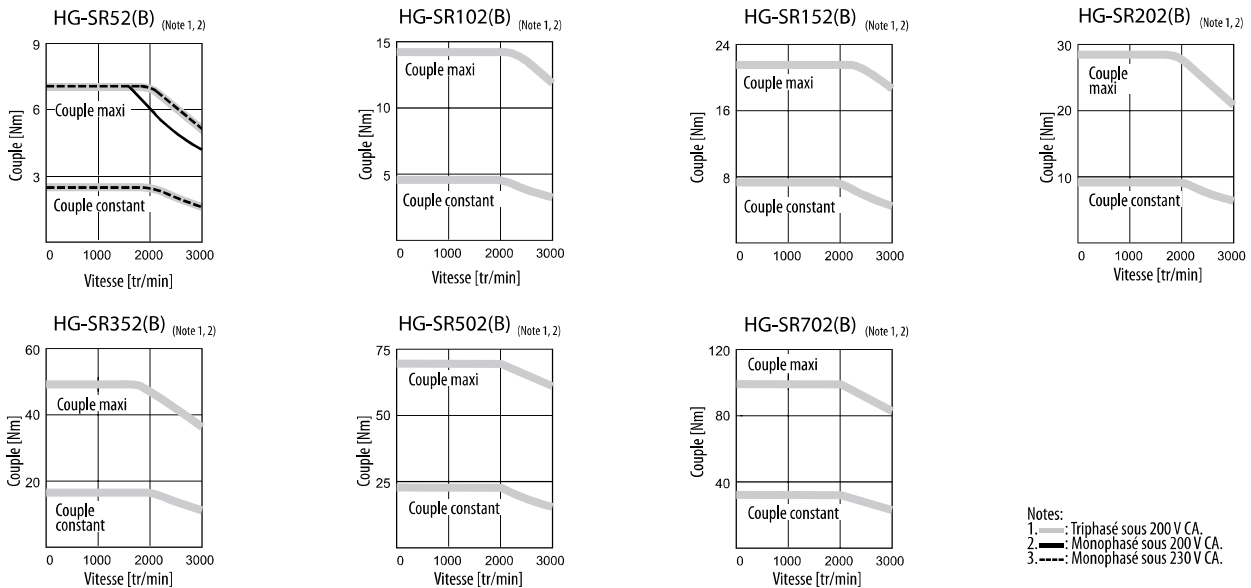 HG-SR52(B) (Note 1, 2)
9
6
3
0
Couple [Nm]
Couple maxi
Couple constant
0 1000 2000 3000
Vitesse [tr/min]
HG-SR102(B) (Note 1, 2)
15
10
5
0
Couple [Nm]
Couple maxi
Couple constant
0 1000 2000 3000
Vitesse [tr/min]
HG-SR152(B) (Note 1, 2)
24
16
8
0
Couple [Nm]
Couple maxi
Couple constant
0 1000 2000 3000
Vitesse [tr/min]
HG-SR202(B) (Note 1, 2)
30
20
10
0
Couple [Nm]
Couple
maxi
Couple constant
0 1000 2000 3000
Vitesse [tr/min]
HG-SR352(B) (Note 1, 2)
60
40
20
0
Couple [Nm]
Couple maxi
Couple
constant
0 1000 2000 3000
Vitesse [tr/min]
HG-SR502(B) (Note 1, 2)
75
50
25
0
Couple [Nm]
Couple maxi
Couple constant
0 1000 2000 3000
Vitesse [tr/min]
HG-SR702(B) (Note 1, 2)
120
80
40
0
Couple [Nm]
Couple maxi
Couple constant
0 1000 2000 3000
Vitesse [tr/min]
Notes:
1. : Triphasé sous 200 V CA.
2. : Monophasé sous 200 V CA.
3. : Monophasé sous 230 V CA.